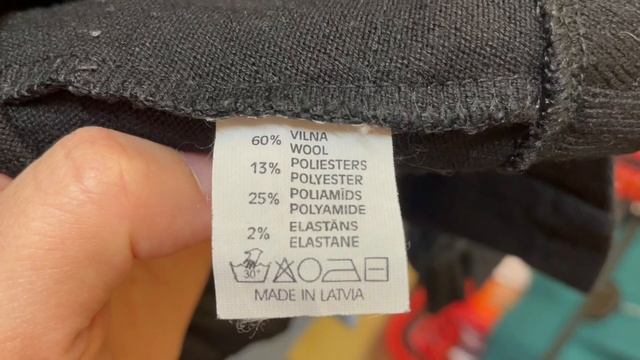 60% VILNA
WOOL
13% POLIESTERS
POLYESTER
25% POLIAMĪDS
POLYAMIDE
2% ELASTĀNS
ELASTANE
30°
MADE IN LATVIA